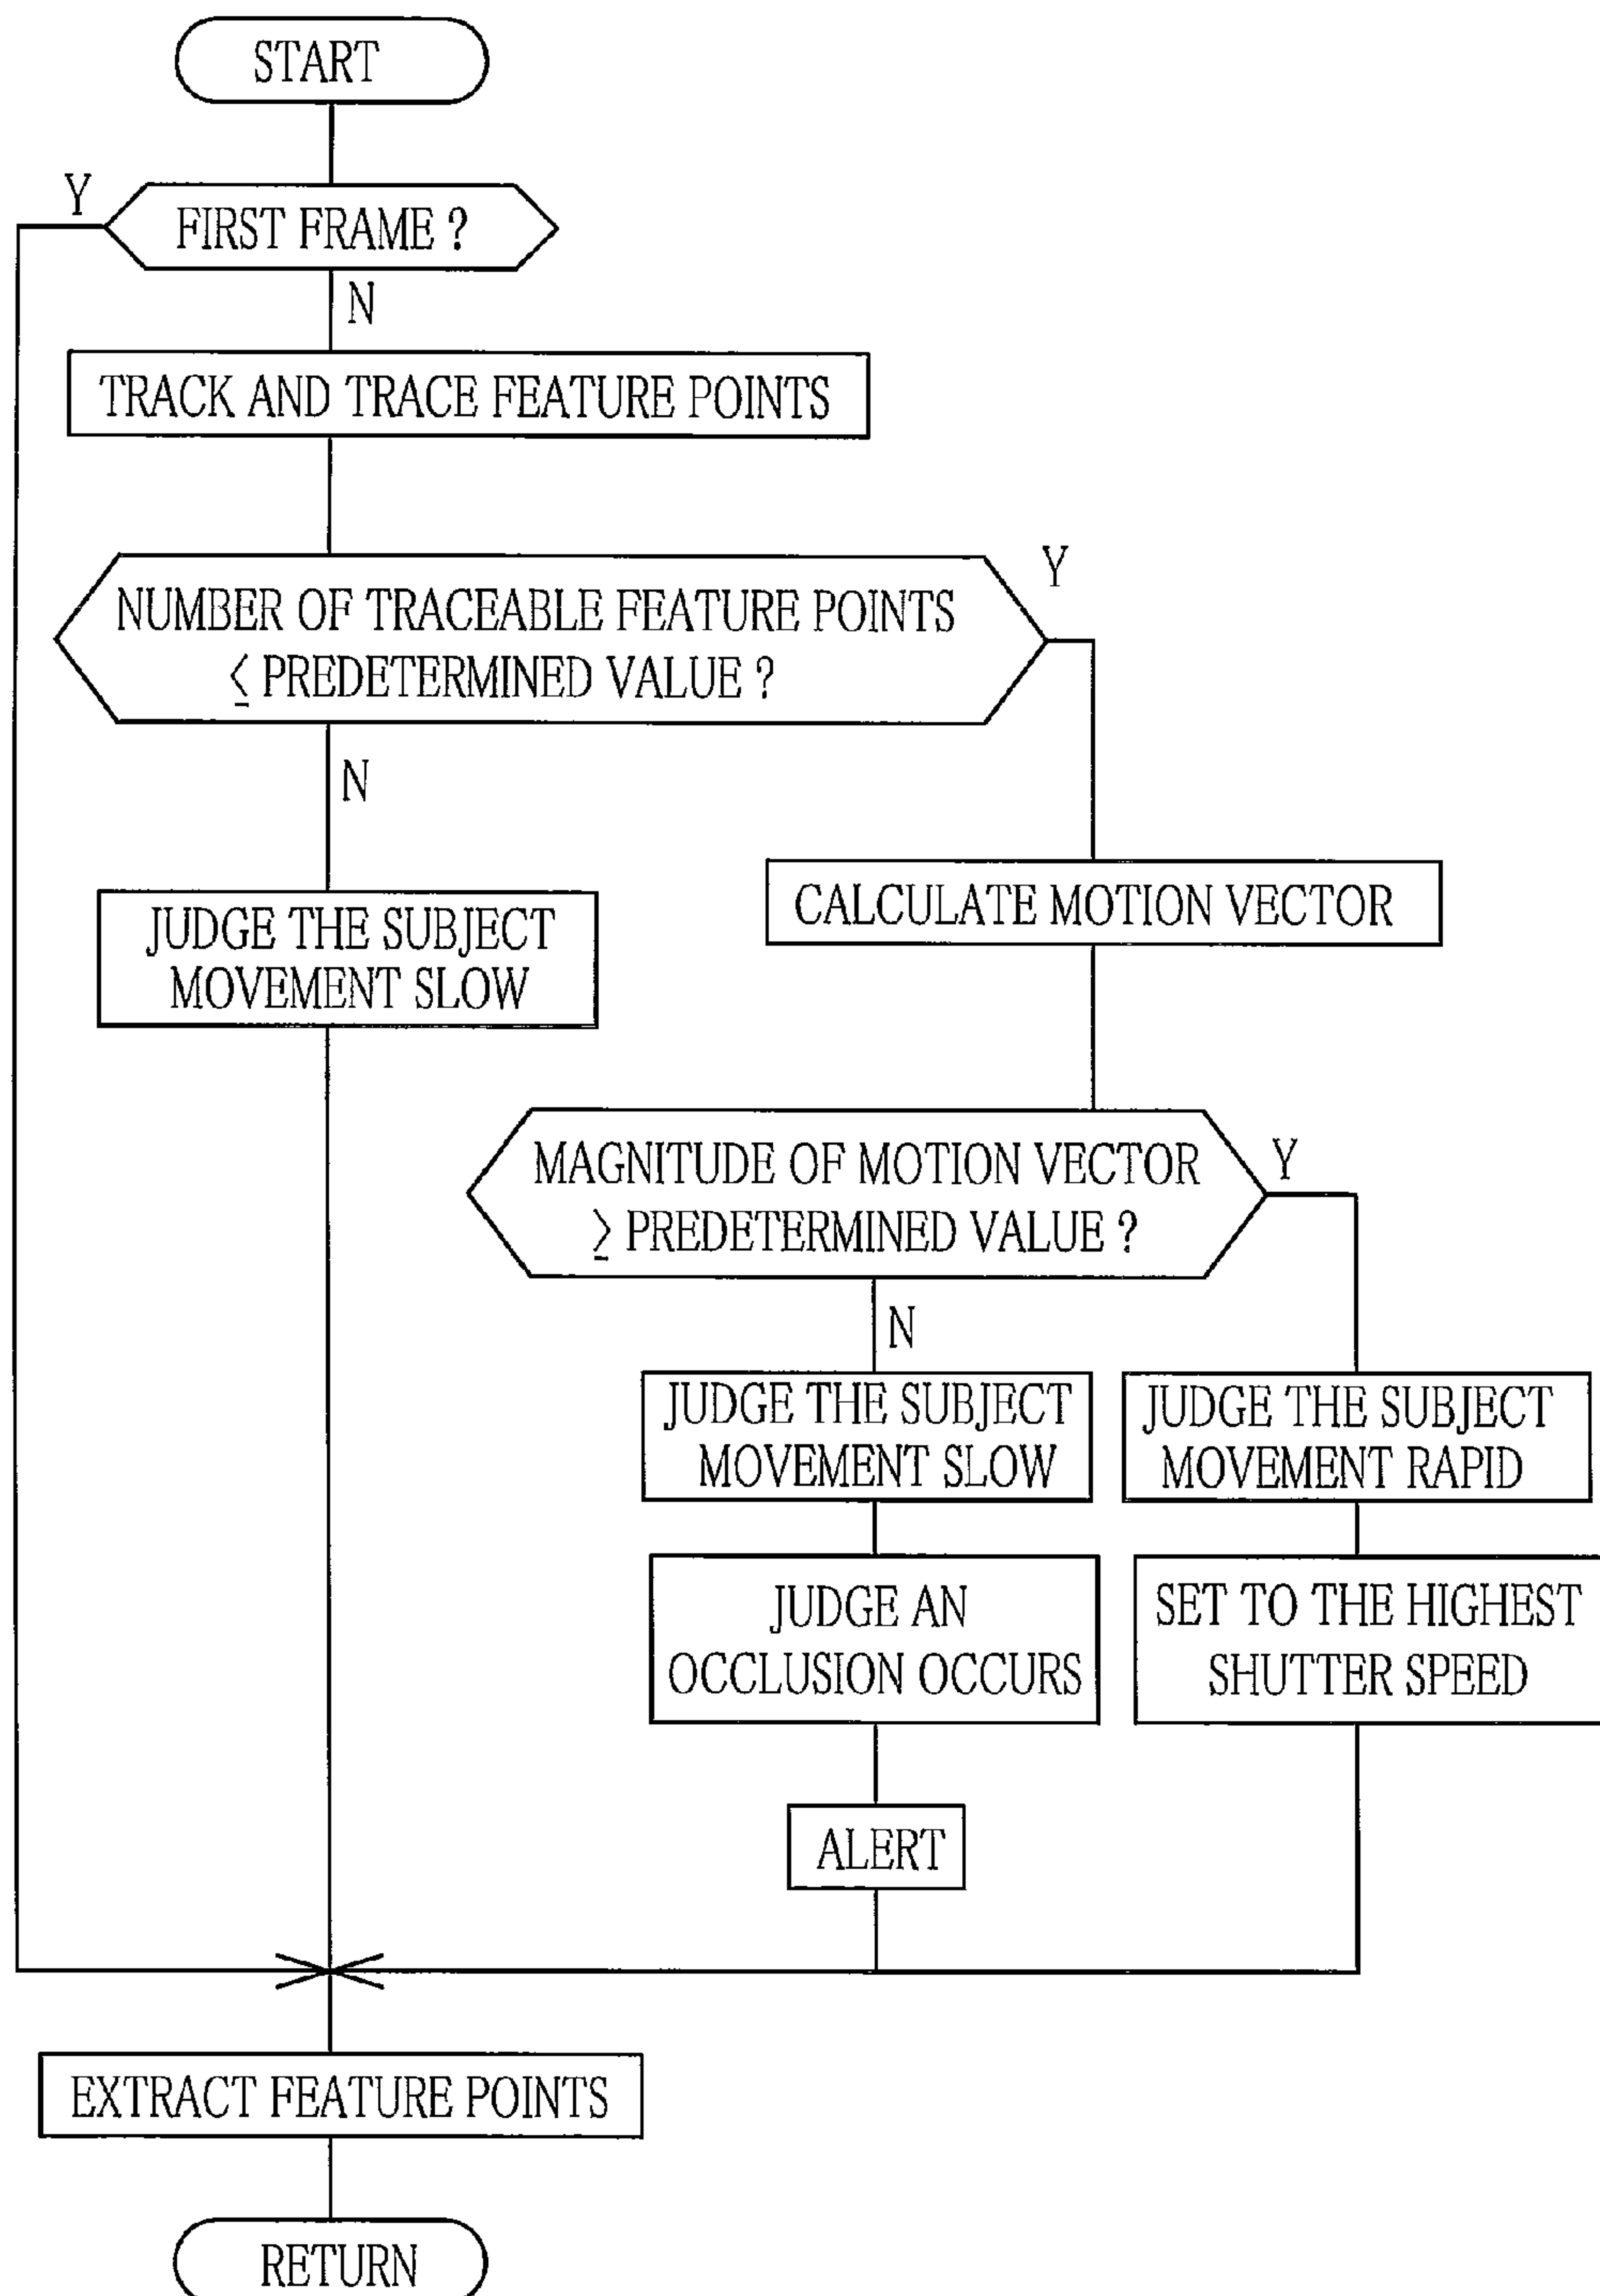 START
Y
FIRST FRAME ?
N
TRACK AND TRACE FEATURE POINTS
Y
NUMBER OF TRACEABLE FEATURE POINTS
≤ PREDETERMINED VALUE ?
N
CALCULATE MOTION VECTOR
JUDGE THE SUBJECT
MOVEMENT SLOW
MAGNITUDE OF MOTION VECTOR
≥ PREDETERMINED VALUE ?
Y
N
JUDGE THE SUBJECT
MOVEMENT SLOW
JUDGE THE SUBJECT
MOVEMENT RAPID
JUDGE AN
OCCLUSION OCCURS
SET TO THE HIGHEST
SHUTTER SPEED
ALERT
EXTRACT FEATURE POINTS
RETURN